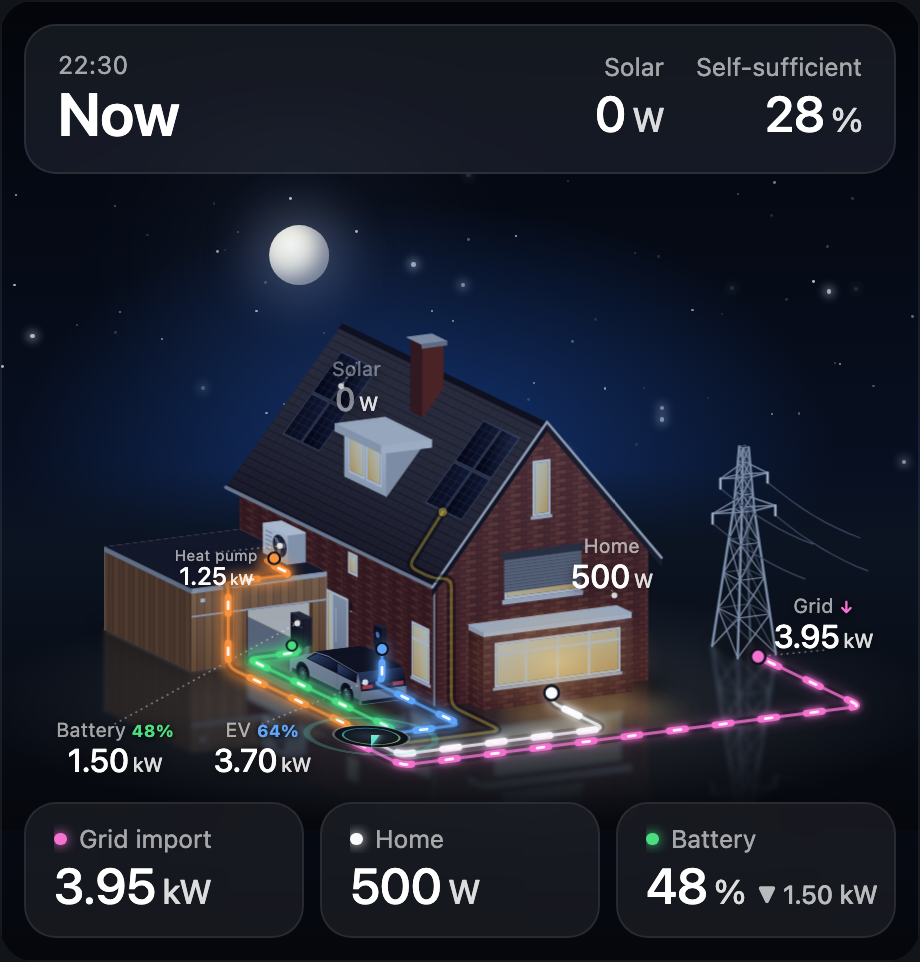 22:30
Now
Solar
0 W
Self-sufficient
28 %
Solar
0 W
Heat pump
1.25 kW
Home
500 W
Grid ↓
3.95 kW
Battery 48%
1.50 kW
EV 64%
3.70 kW
Grid import
3.95 kW
Home
500 W
Battery
48 % ▼ 1.50 kW